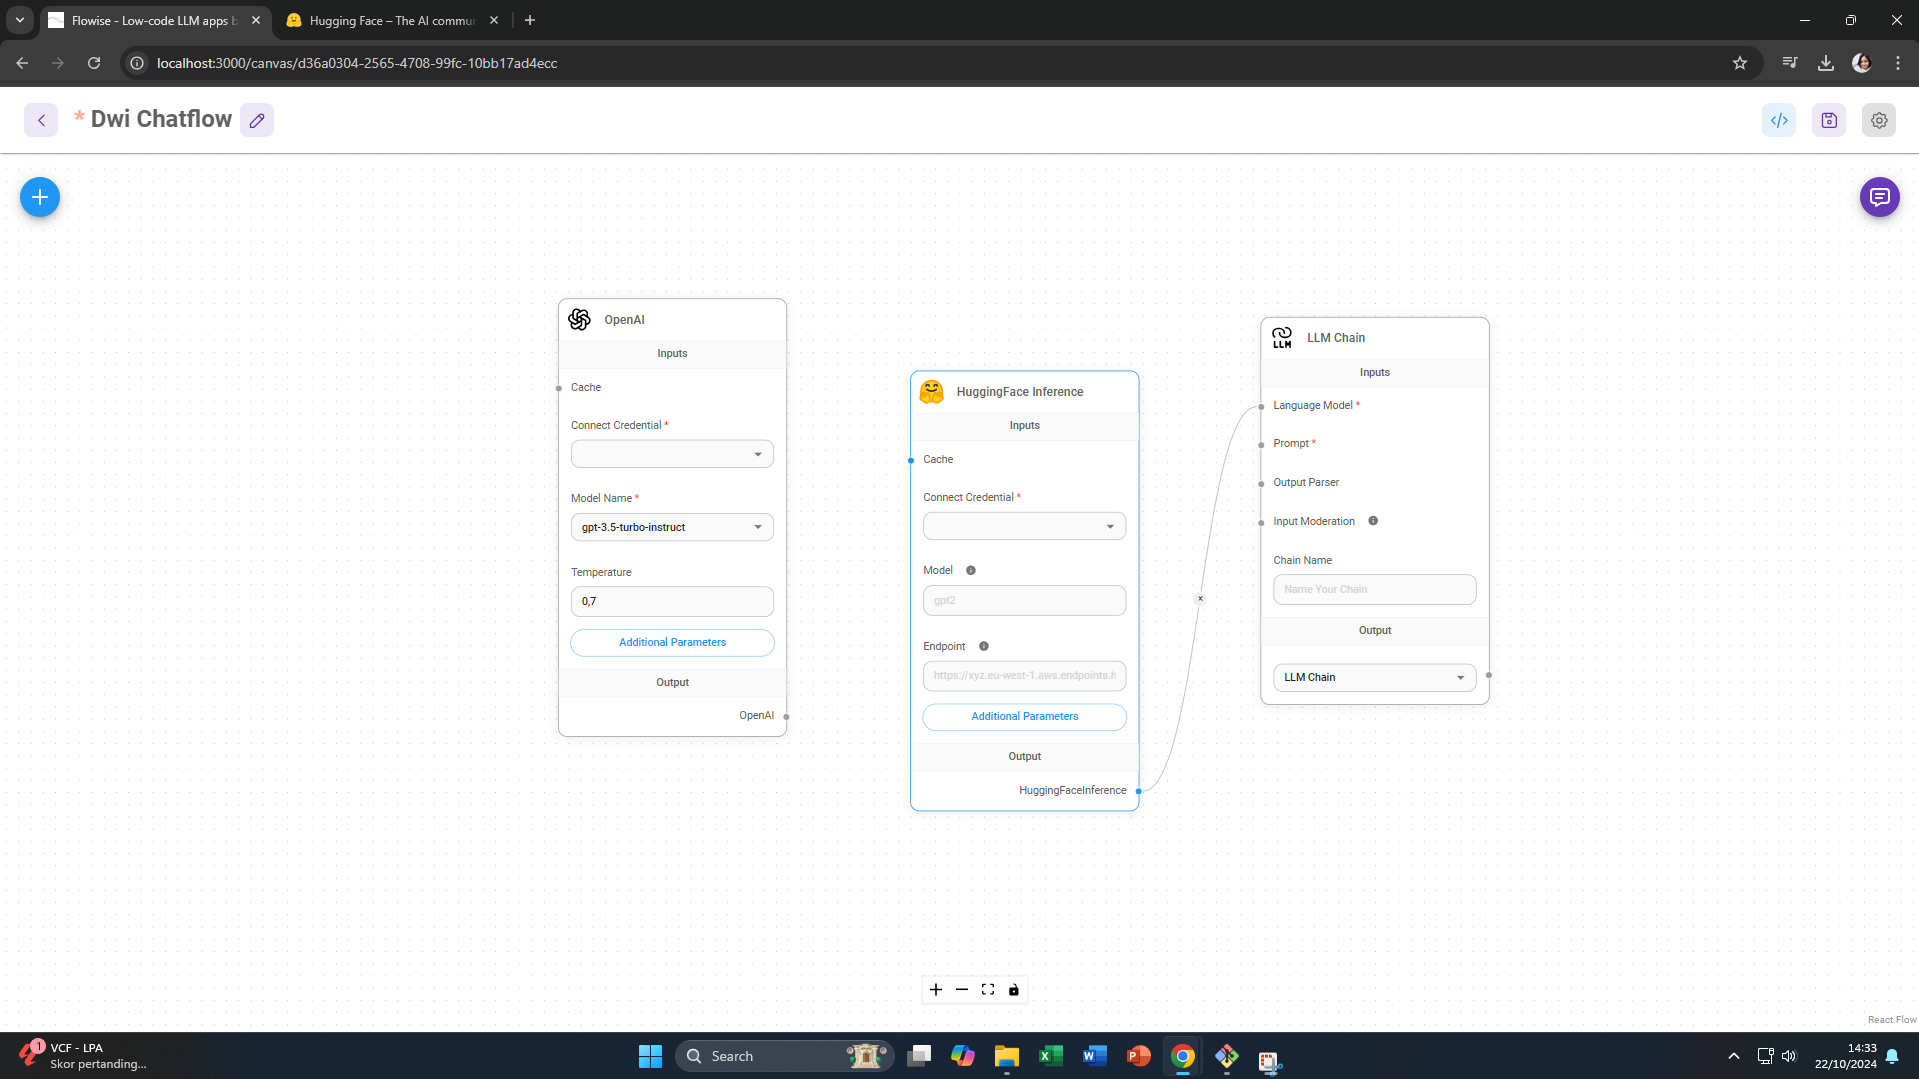 Flowise - Low-code LLM apps b
Hugging Face – The AI commu
localhost:3000/canvas/d36a0304-2565-4708-99fc-10bb17ad4ecc
* Dwi Chatflow
OpenAI
Inputs
Cache
Connect Credential *
Model Name *
gpt-3.5-turbo-instruct
Temperature
0,7
Additional Parameters
Output
OpenAI
HuggingFace Inference
Inputs
Cache
Connect Credential *
Model
gpt2
Endpoint
https://xyz.eu-west-1.aws.endpoints.h
Additional Parameters
Output
HuggingFaceInference
x
LLM
LLM Chain
Inputs
Language Model *
Prompt *
Output Parser
Input Moderation
Chain Name
Name Your Chain
Output
LLM Chain
React Flow
1
VCF - LPA
Skor pertanding...
Search
14:33
22/10/2024